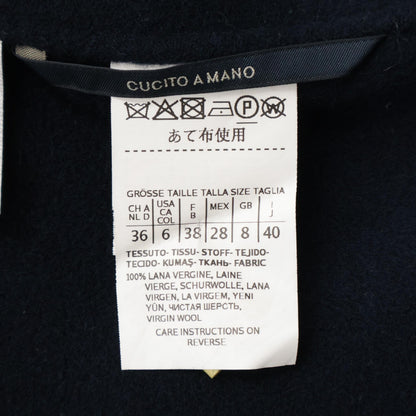 CUCITO A MANO
P W
あて布使用
GRÖSSE TAILLE TALLA SIZE TAGLIA
CH A NL D USA CA COL F B MEX GB I J
36 6 38 28 8 40
TESSUTO- TISSU- STOFF- TEJIDO-
TECIDO- KUMAŞ- ТКАНЬ- FABRIC
100% LANA VERGINE, LAINE
VIERGE, SCHURWOLLE, LANA
VIRGEN, LA VIRGEM, YENI
YÜN, ЧИСТАЯ ШЕРСТЬ,
VIRGIN WOOL
CARE INSTRUCTIONS ON
REVERSE